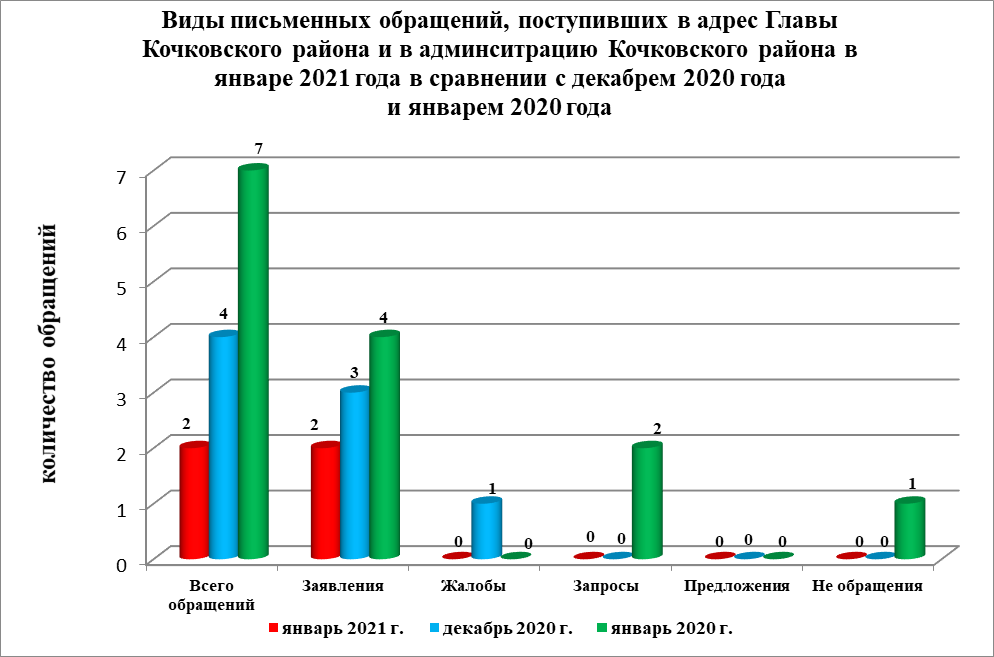 Виды письменных обращений, поступивших в адрес Главы
Кочковского района и в админситрацию Кочковского района в
январе 2021 года в сравнении с декабрем 2020 года
и январем 2020 года
количество обращений
7
6
5
4
3
2
1
0
2
4
7
2
3
4
0
1
0
0
0
2
0
0
0
0
0
1
Всего
обращений
Заявления
Жалобы
Запросы
Предложения
Не обращения
январь 2021 г.
декабрь 2020 г.
январь 2020 г.